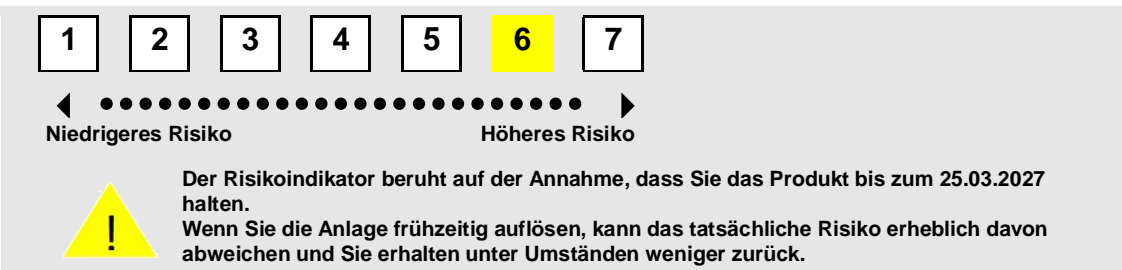 1 2 3 4 5 6 7
Niedrigeres Risiko Höheres Risiko
Der Risikoindikator beruht auf der Annahme, dass Sie das Produkt bis zum 25.03.2027
halten.
Wenn Sie die Anlage frühzeitig auflösen, kann das tatsächliche Risiko erheblich davon
abweichen und Sie erhalten unter Umständen weniger zurück.
!